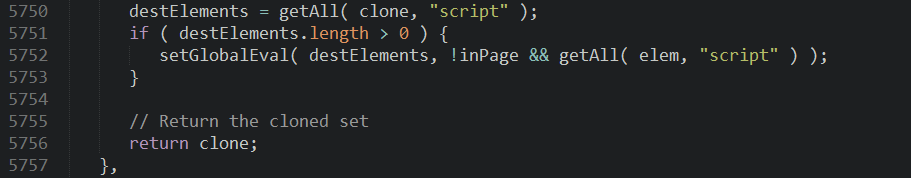 5750 destElements = getAll( clone, "script" );
5751 if ( destElements.length > 0 ) {
5752 setGlobalEval( destElements, !inPage && getAll( elem, "script" ) );
5753 }
5754
5755 // Return the cloned set
5756 return clone;
5757 },